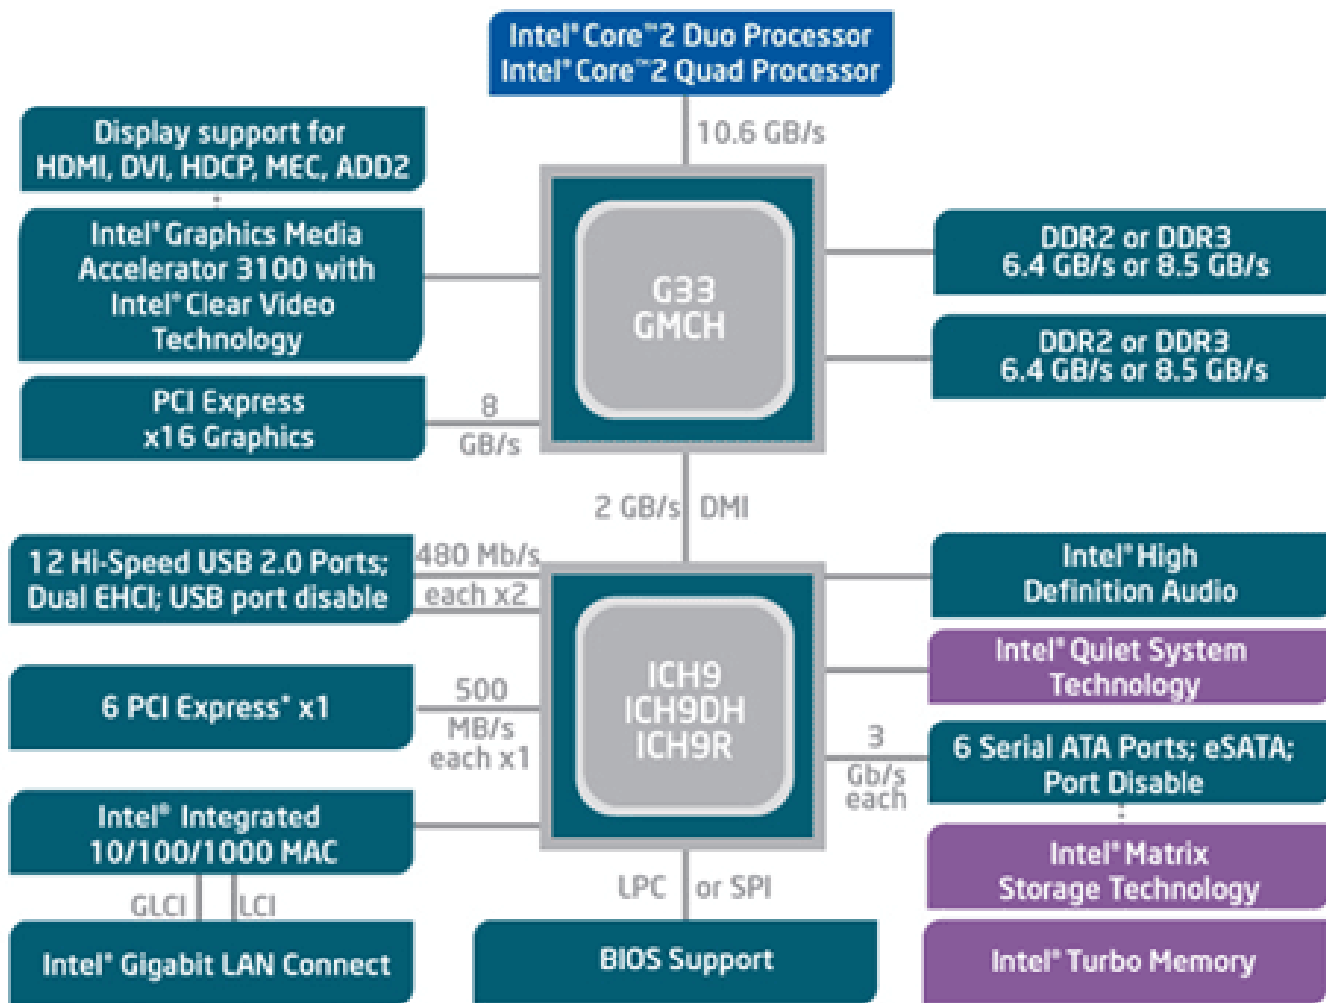 Intel® Core™2 Duo Processor
Intel® Core™2 Quad Processor
10.6 GB/s
Display support for
HDMI, DVI, HDCP, MEC, ADD2
Intel® Graphics Media
Accelerator 3100 with
Intel® Clear Video
Technology
PCI Express
x16 Graphics
8
GB/s
G33
GMCH
DDR2 or DDR3
6.4 GB/s or 8.5 GB/s
DDR2 or DDR3
6.4 GB/s or 8.5 GB/s
2 GB/s DMI
12 Hi-Speed USB 2.0 Ports;
Dual EHCI; USB port disable
480 Mb/s
each x2
6 PCI Express* x1
500
MB/s
each x1
Intel® Integrated
10/100/1000 MAC
GLCI LCI
Intel® Gigabit LAN Connect
ICH9
ICH9DH
ICH9R
LPC or SPI
BIOS Support
Intel® High
Definition Audio
Intel® Quiet System
Technology
3
Gb/s
each
6 Serial ATA Ports; eSATA;
Port Disable
Intel® Matrix
Storage Technology
Intel® Turbo Memory